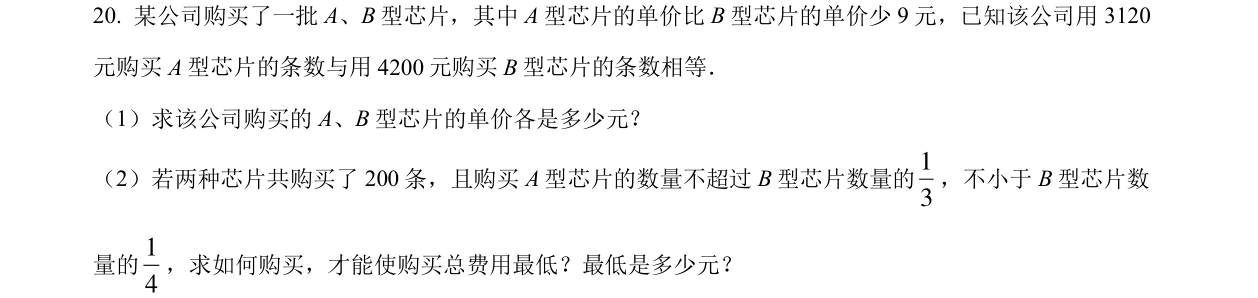 20. 某公司购买了一批 A、B 型芯片，其中 A 型芯片的单价比 B 型芯片的单价少 9 元，已知该公司用 3120
元购买 A 型芯片的条数与用 4200 元购买 B 型芯片的条数相等．
（1）求该公司购买的 A、B 型芯片的单价各是多少元？
（2）若两种芯片共购买了 200 条，且购买 A 型芯片的数量不超过 B 型芯片数量的 1/3，不小于 B 型芯片数
量的 1/4，求如何购买，才能使购买总费用最低？最低是多少元？